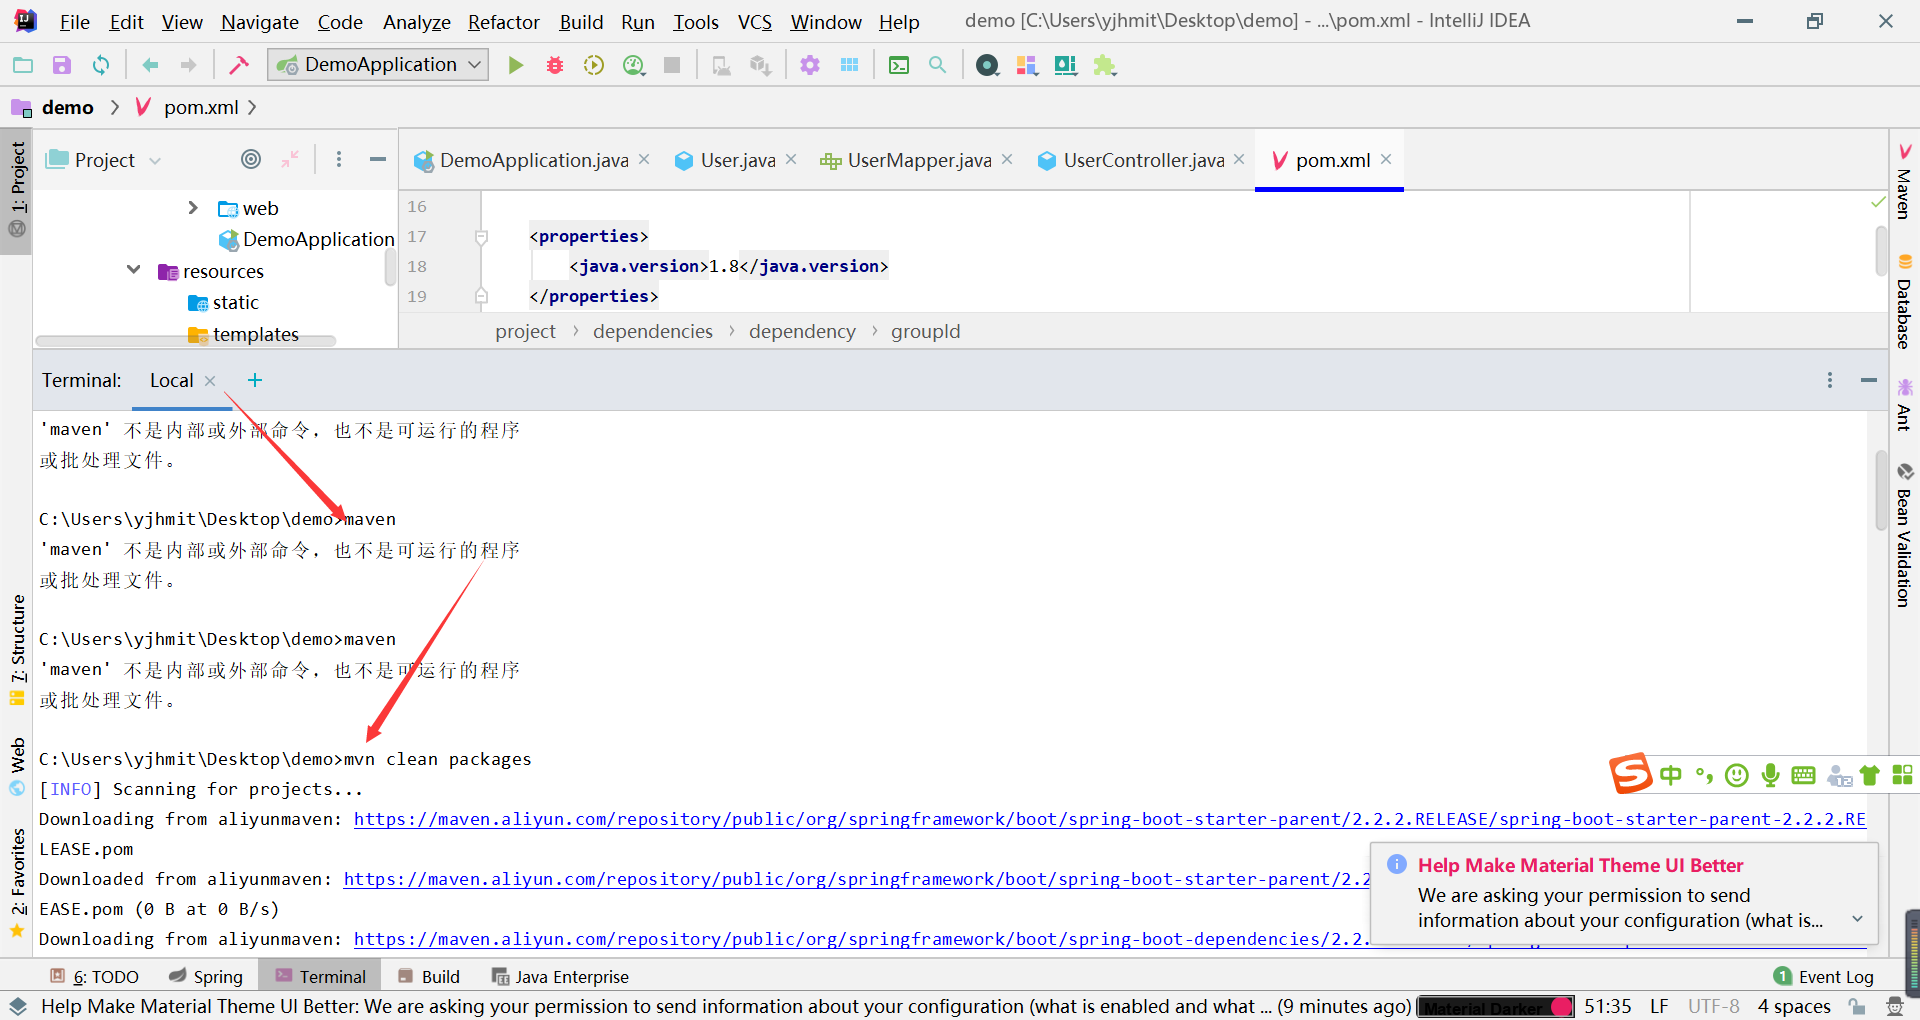 File Edit View Navigate Code Analyze Refactor Build Run Tools VCS Window Help demo [C:\Users\yjhmit\Desktop\demo] - ...\pom.xml - IntelliJ IDEA
DemoApplication
demo pom.xml
1: Project
Project
DemoApplication.java User.java UserMapper.java UserController.java pom.xml
web
DemoApplication
resources
static
templates
16
17 <properties>
18 <java.version>1.8</java.version>
19 </properties>
project dependencies dependency groupId
Maven
Database
Ant
Bean Validation
7: Structure
Web
2: Favorites
Terminal: Local
'maven' 不是内部或外部命令，也不是可运行的程序
或批处理文件。
C:\Users\yjhmit\Desktop\demo>maven
'maven' 不是内部或外部命令，也不是可运行的程序
或批处理文件。
C:\Users\yjhmit\Desktop\demo>maven
'maven' 不是内部或外部命令，也不是可运行的程序
或批处理文件。
C:\Users\yjhmit\Desktop\demo>mvn clean packages
[INFO] Scanning for projects...
Downloading from aliyunmaven: https://maven.aliyun.com/repository/public/org/springframework/boot/spring-boot-starter-parent/2.2.2.RELEASE/spring-boot-starter-parent-2.2.2.RE
LEASE.pom
Downloaded from aliyunmaven: https://maven.aliyun.com/repository/public/org/springframework/boot/spring-boot-starter-parent/2.2
EASE.pom (0 B at 0 B/s)
Downloading from aliyunmaven: https://maven.aliyun.com/repository/public/org/springframework/boot/spring-boot-dependencies/2.2.
中
Help Make Material Theme UI Better
We are asking your permission to send
information about your configuration (what is...
6: TODO Spring Terminal Build Java Enterprise 1 Event Log
Help Make Material Theme UI Better: We are asking your permission to send information about your configuration (what is enabled and what ... (9 minutes ago) Material Darker 51:35 LF UTF-8 4 spaces